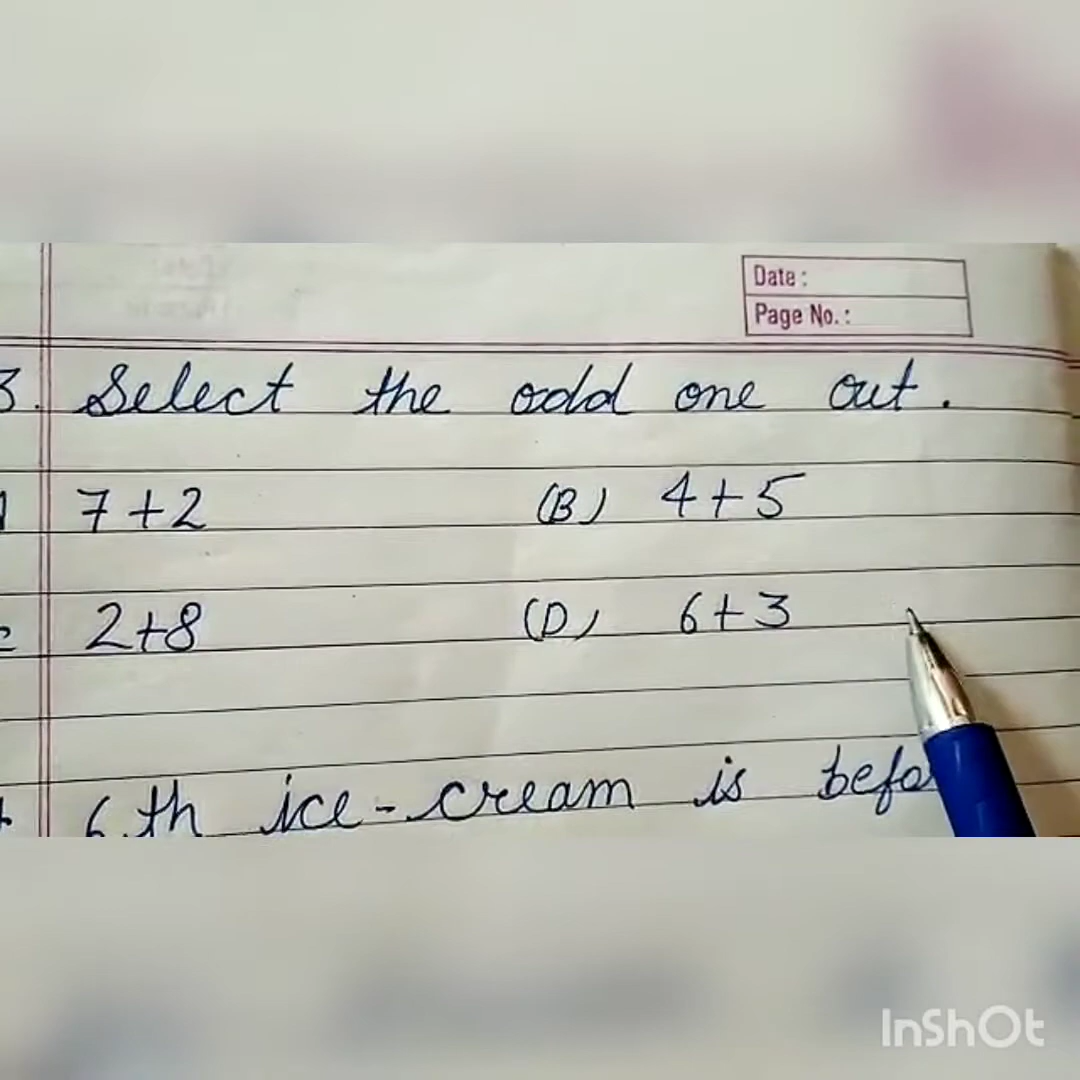 Date :
Page No. :
3. Select the odd one out.
7+2 (B) 4+5
2+8 (D) 6+3
6th ice-cream is
InShOt